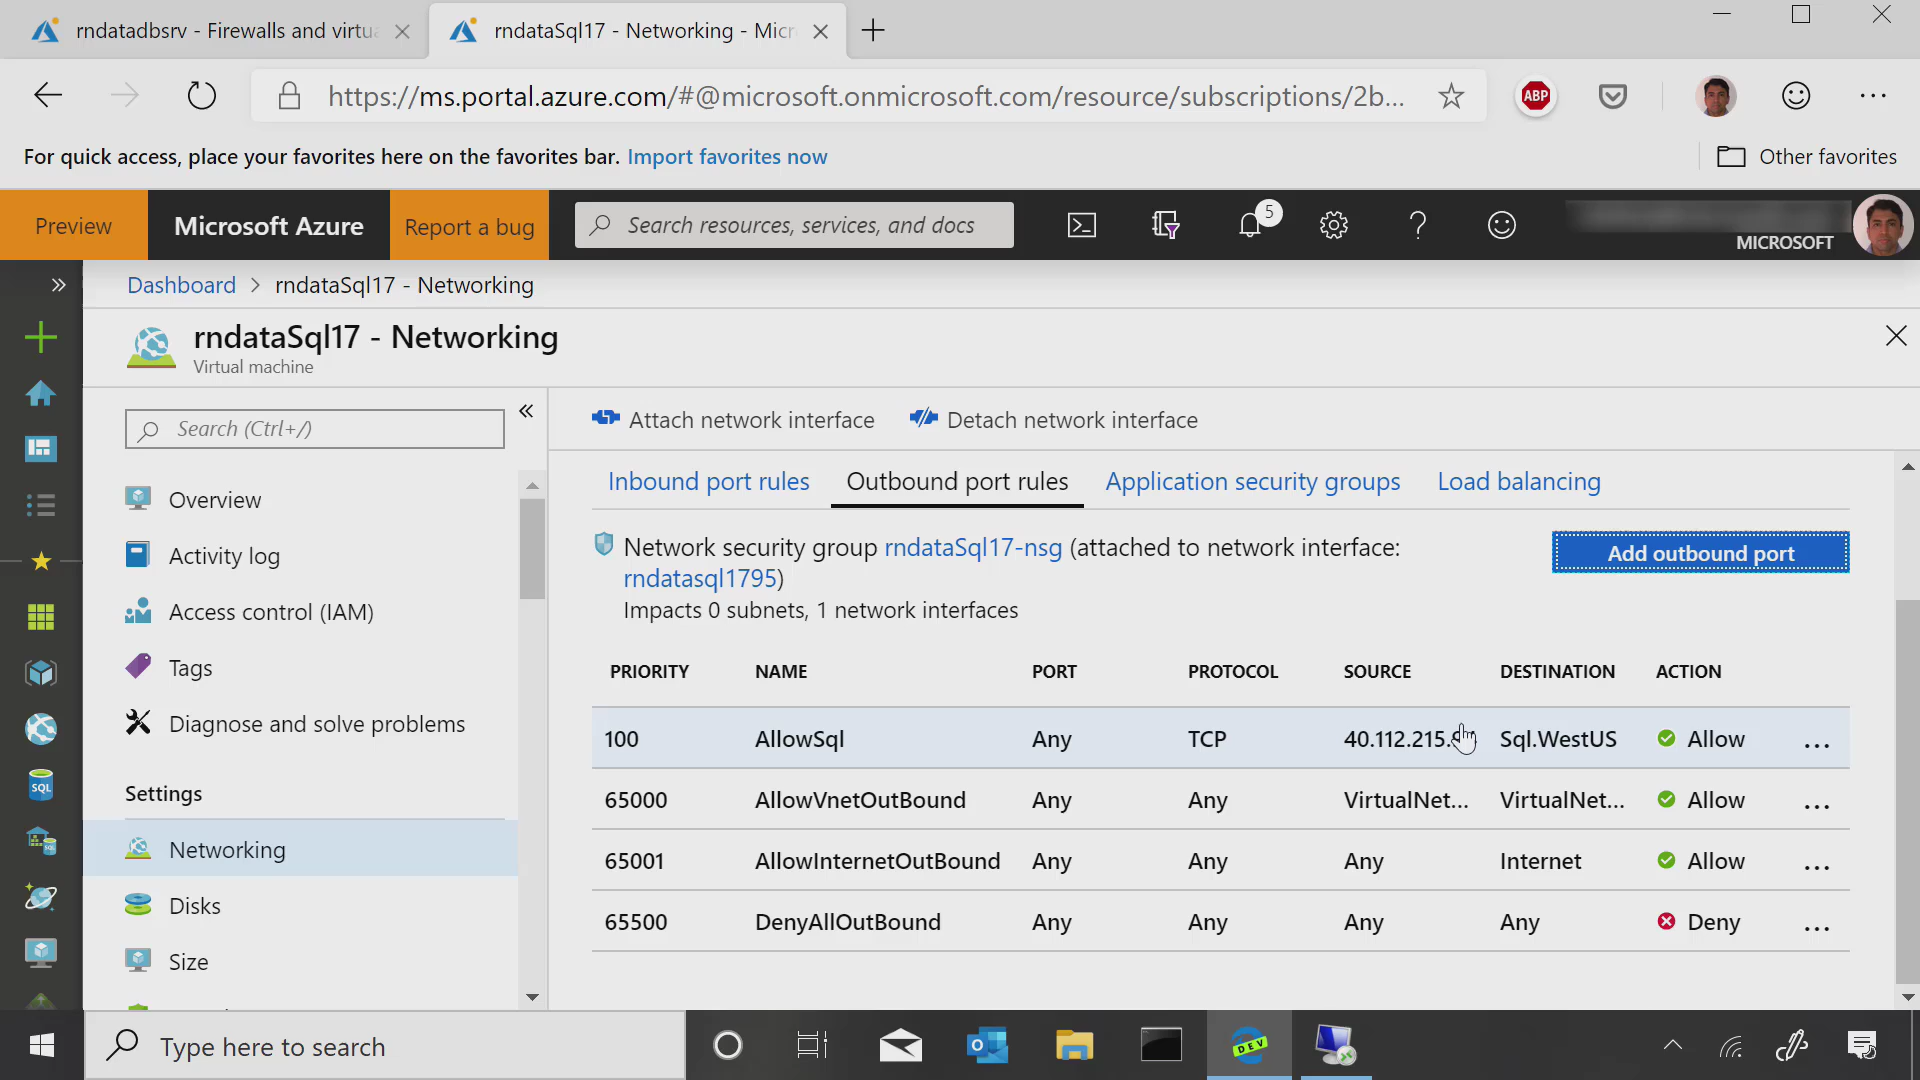 rndatadbsrv - Firewalls and virtua
rndataSql17 - Networking - Micr
https://ms.portal.azure.com/#@microsoft.onmicrosoft.com/resource/subscriptions/2b...
ABP
For quick access, place your favorites here on the favorites bar. Import favorites now
Other favorites
Preview
Microsoft Azure
Report a bug
Search resources, services, and docs
5
MICROSOFT
Dashboard > rndataSql17 - Networking
rndataSql17 - Networking
Virtual machine
Search (Ctrl+/)
Overview
Activity log
Access control (IAM)
Tags
Diagnose and solve problems
Settings
Networking
Disks
Size
Attach network interface
Detach network interface
Inbound port rules Outbound port rules Application security groups Load balancing
Network security group rndataSql17-nsg (attached to network interface:
rndatasql1795)
Impacts 0 subnets, 1 network interfaces
Add outbound port
PRIORITY NAME PORT PROTOCOL SOURCE DESTINATION ACTION
100 AllowSql Any TCP 40.112.215. Sql.WestUS Allow ...
65000 AllowVnetOutBound Any Any VirtualNet... VirtualNet... Allow ...
65001 AllowInternetOutBound Any Any Any Internet Allow ...
65500 DenyAllOutBound Any Any Any Any Deny ...
SQL
Type here to search
DEV